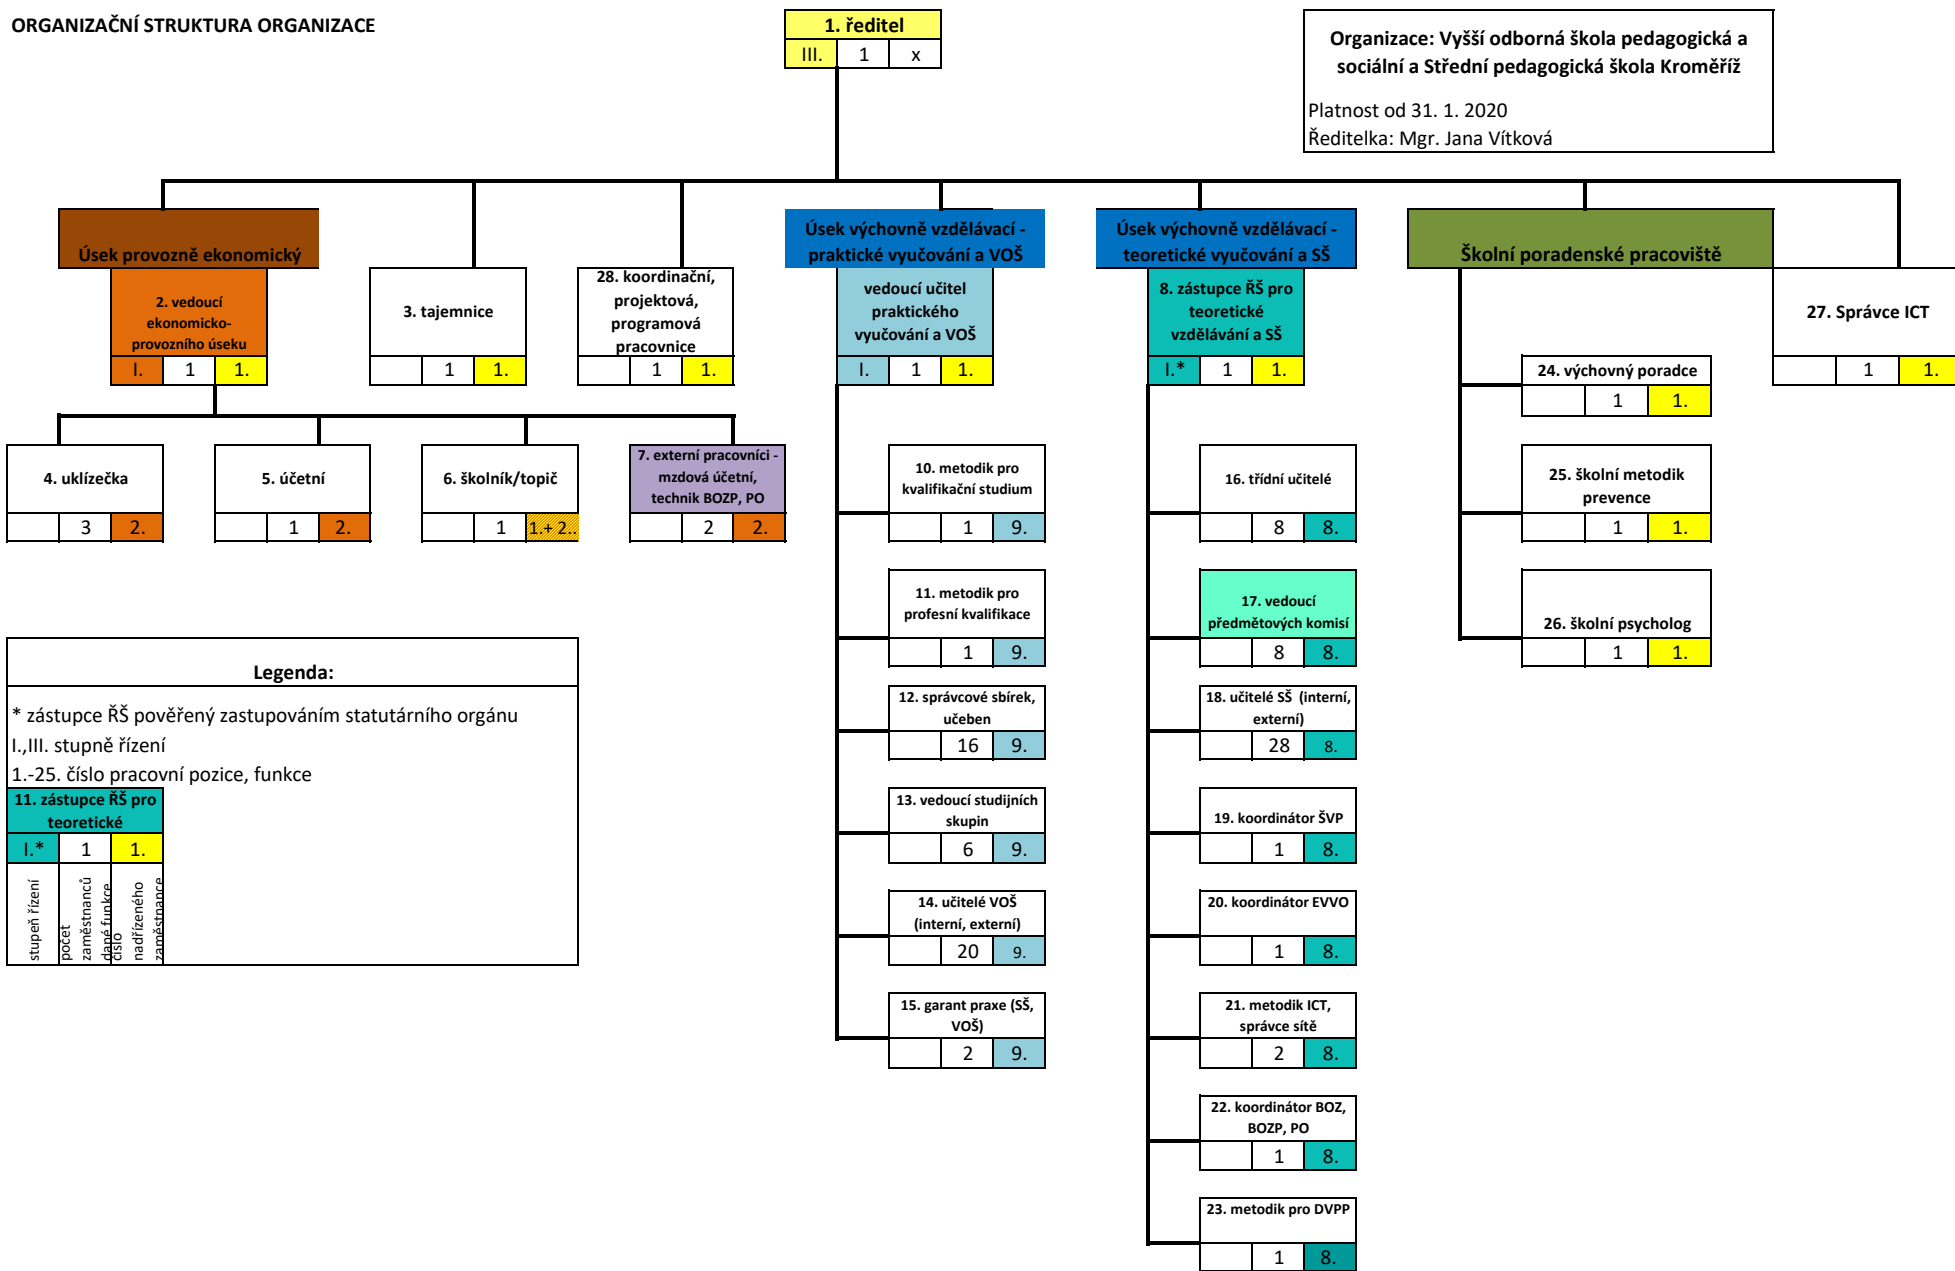 ORGANIZAČNÍ STRUKTURA ORGANIZACE
1. ředitel
III. 1 x
Organizace: Vyšší odborná škola pedagogická a
sociální a Střední pedagogická škola Kroměříž
Platnost od 31. 1. 2020
Ředitelka: Mgr. Jana Vítková
Úsek provozně ekonomický
2. vedoucí
ekonomicko-
provozního úseku
I. 1 1.
3. tajemnice
1 1.
28. koordinační,
projektová,
programová
pracovnice
1 1.
Úsek výchovně vzdělávací -
praktické vyučování a VOŠ
vedoucí učitel
praktického
vyučování a VOŠ
I. 1 1.
Úsek výchovně vzdělávací -
teoretické vyučování a SŠ
8. zástupce ŘŠ pro
teoretické
vzdělávání a SŠ
I.* 1 1.
Školní poradenské pracoviště
27. Správce ICT
1 1.
24. výchovný poradce
1 1.
25. školní metodik
prevence
1 1.
26. školní psycholog
1 1.
4. uklízečka
3 2.
5. účetní
1 2.
6. školník/topič
1 1.+ 2..
7. externí pracovníci -
mzdová účetní,
technik BOZP, PO
2 2.
10. metodik pro
kvalifikační studium
1 9.
11. metodik pro
profesní kvalifikace
1 9.
12. správcové sbírek,
učeben
16 9.
13. vedoucí studijních
skupin
6 9.
14. učitelé VOŠ
(interní, externí)
20 9.
15. garant praxe (SŠ,
VOŠ)
2 9.
16. třídní učitelé
8 8.
17. vedoucí
předmětových komisí
8 8.
18. učitelé SŠ (interní,
externí)
28 8.
19. koordinátor ŠVP
1 8.
20. koordinátor EVVO
1 8.
21. metodik ICT,
správce sítě
2 8.
22. koordinátor BOZ,
BOZP, PO
1 8.
23. metodik pro DVPP
1 8.
Legenda:
* zástupce ŘŠ pověřený zastupováním statutárního orgánu
I.,III. stupně řízení
1.-25. číslo pracovní pozice, funkce
11. zástupce ŘŠ pro
teoretické
I.* 1 1.
stupeň řízení
počet
zaměstnanců
dané funkce
číslo
nadřízeného
zaměstnance